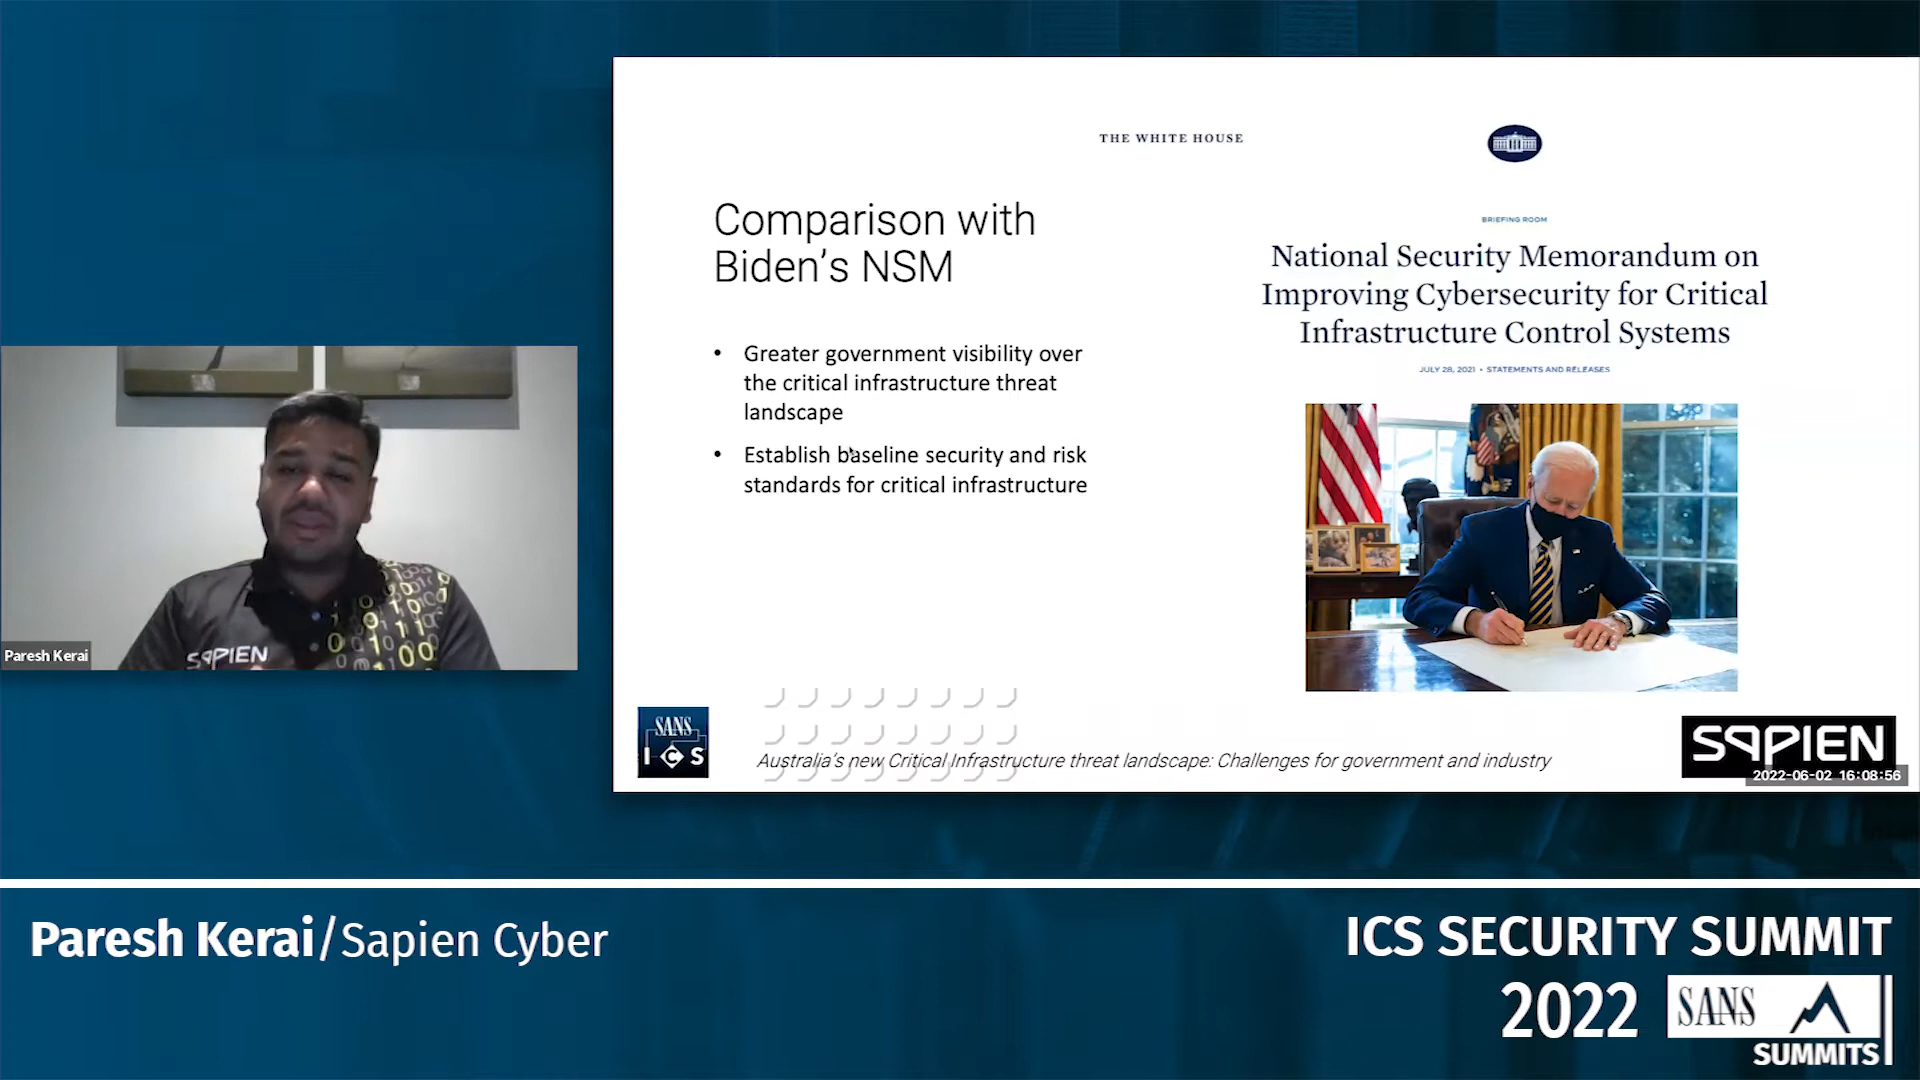 THE WHITE HOUSE
Comparison with
Biden's NSM
• Greater government visibility over
the critical infrastructure threat
landscape
• Establish baseline security and risk
standards for critical infrastructure
BRIEFING ROOM
National Security Memorandum on
Improving Cybersecurity for Critical
Infrastructure Control Systems
JULY 28, 2021 • STATEMENTS AND RELEASES
SAPIEN
Paresh Kerai
SANS
ICS
Australia's new Critical Infrastructure threat landscape: Challenges for government and industry
SAPIEN
2022-06-02 16:08:56
Paresh Kerai/Sapien Cyber
ICS SECURITY SUMMIT
2022
SANS
SUMMITS